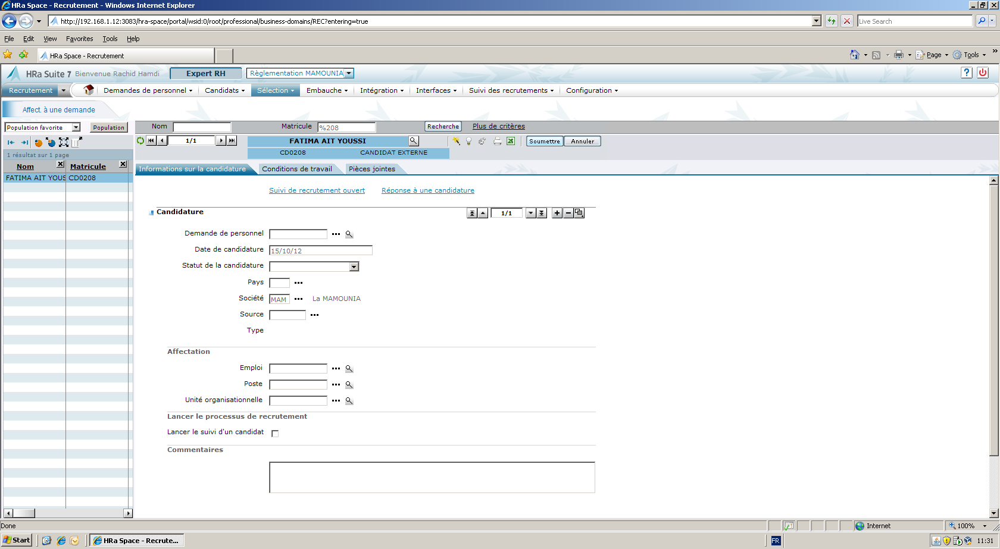 HRa Space - Recrutement - Windows Internet Explorer
http://192.168.1.12:3083/hra-space/portal/wsid:0/root/professional/business-domains/REC?entering=true
Live Search
File Edit View Favorites Tools Help
HRa Space - Recrutement
Page Tools »
HRa Suite 7 Bienvenue Rachid Hamdi Expert RH Règlementation MAMOUNIA ?
Recrutement Demandes de personnel Candidats Sélection Embauche Intégration Interfaces Suivi des recrutements Configuration
Affect. à une demande
Population favorite Population Nom Matricule %208 Recherche Plus de critères
1/1 FATIMA AIT YOUSSI Soumettre Annuler
CD0208 CANDIDAT EXTERNE
1 résultat sur 1 page
Nom Matricule
FATIMA AIT YOUS CD0208
Informations sur la candidature Conditions de travail Pièces jointes
Suivi de recrutement ouvert Réponse à une candidature
Candidature 1/1
Demande de personnel
Date de candidature 15/10/12
Statut de la candidature
Pays
Société MAM La MAMOUNIA
Source
Type
Affectation
Emploi
Poste
Unité organisationnelle
Lancer le processus de recrutement
Lancer le suivi d'un candidat
Commentaires
Done Internet 100%
Start HRa Space - Recrute... FR 11:31